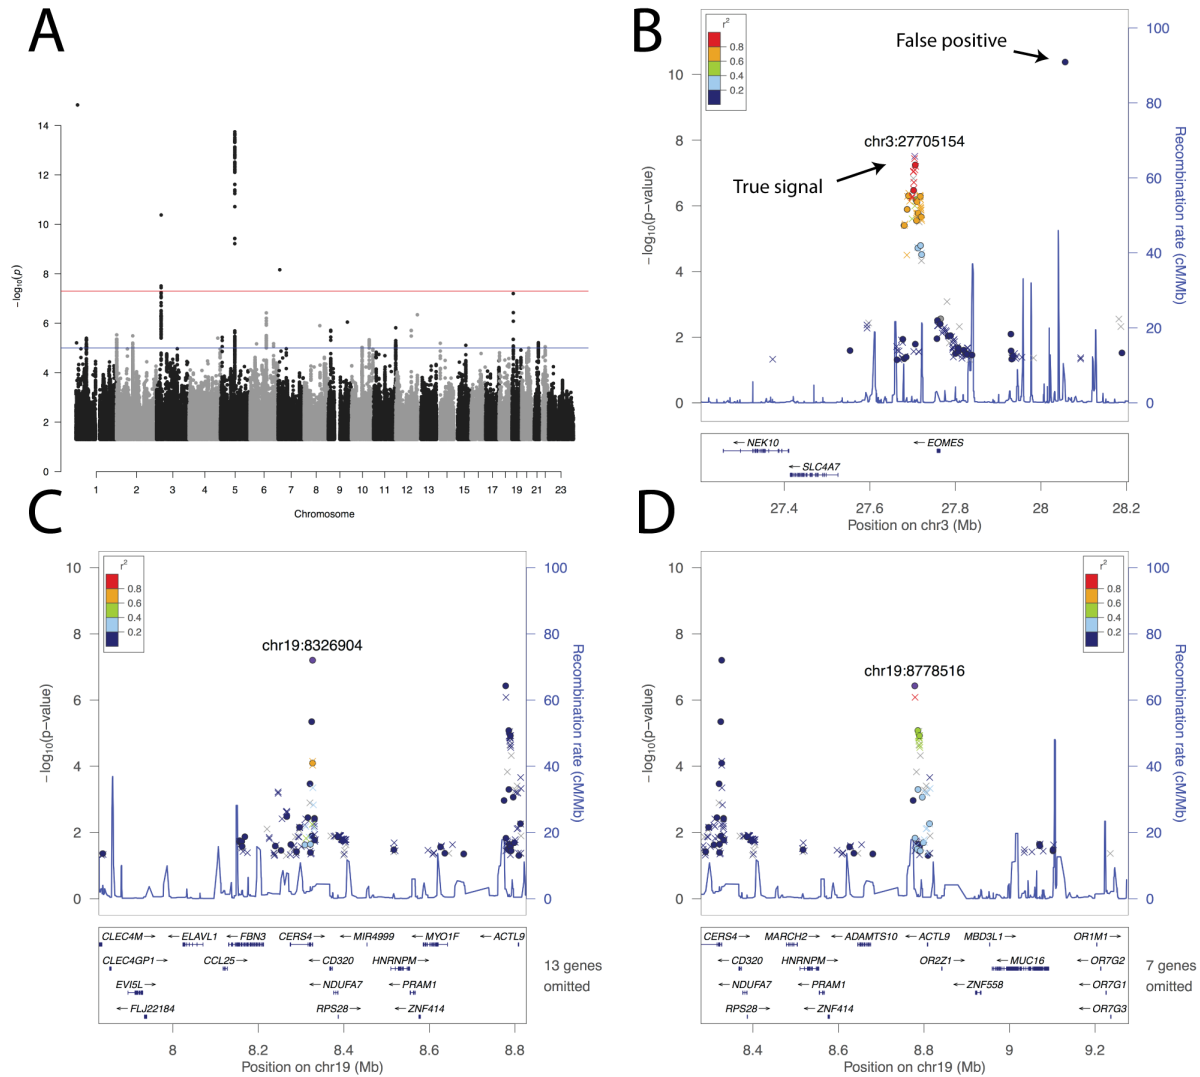 A
−log10(p)
14
12
10
8
6
4
2
0
1
2
3
4
5
6
7
8
9
10
11
12
13
15
17
19
21
23
Chromosome
B
r2
0.8
0.6
0.4
0.2
False positive
True signal
chr3:27705154
−log10(p−value)
10
8
6
4
2
0
Recombination rate (cM/Mb)
100
80
60
40
20
0
NEK10
EOMES
SLC4A7
27.4
27.6
27.8
28
28.2
Position on chr3 (Mb)
C
r2
0.8
0.6
0.4
0.2
chr19:8326904
−log10(p−value)
10
8
6
4
2
0
Recombination rate (cM/Mb)
100
80
60
40
20
0
CLEC4M
ELAVL1
FBN3
CERS4
MIR4999
MYO1F
ACTL9
CLEC4GP1
CCL25
CD320
HNRNPM
EVI5L
NDUFA7
PRAM1
FLJ22184
RPS28
ZNF414
13 genes
omitted
8
8.2
8.4
8.6
8.8
Position on chr19 (Mb)
D
r2
0.8
0.6
0.4
0.2
chr19:8778516
−log10(p−value)
10
8
6
4
2
0
Recombination rate (cM/Mb)
100
80
60
40
20
0
CERS4
MARCH2
ADAMTS10
ACTL9
MBD3L1
OR1M1
CD320
HNRNPM
OR2Z1
MUC16
OR7G2
NDUFA7
PRAM1
ZNF558
OR7G1
RPS28
ZNF414
OR7G3
7 genes
omitted
8.4
8.6
8.8
9
9.2
Position on chr19 (Mb)